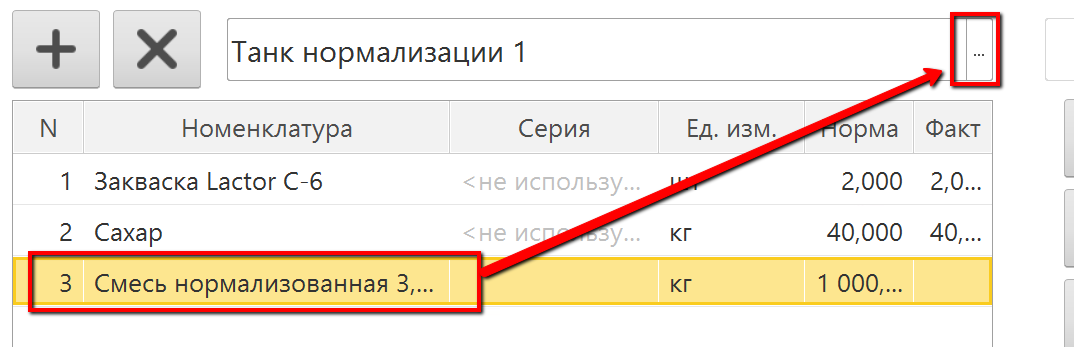 Танк нормализации 1 ...
N Номенклатура Серия Ед. изм. Норма Факт
1 Закваска Lactor C-6 <не использу... 2,000 2,0...
2 Сахар <не использу... кг 40,000 40,...
3 Смесь нормализованная 3,... кг 1 000,...